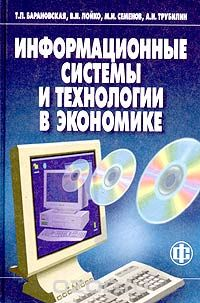 Т.П. БАРАНОВСКАЯ, В.И. ЛОЙКО, М.И. СЕМЕНОВ, А.И. ТРУБИЛИН
ИНФОРМАЦИОННЫЕ
СИСТЕМЫ
И ТЕХНОЛОГИИ
В ЭКОНОМИКЕ